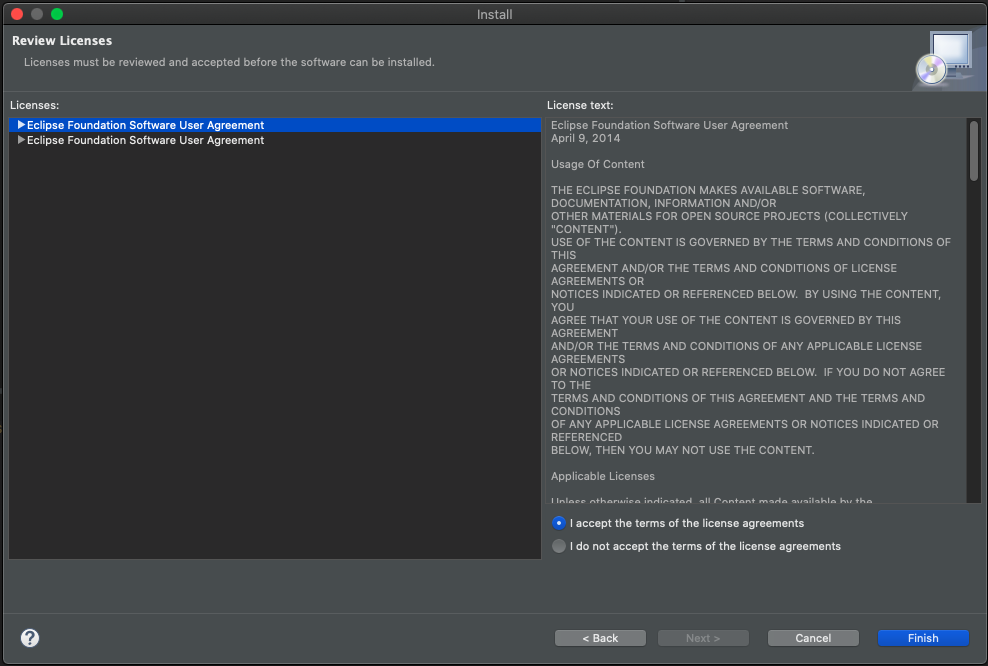 Install
Review Licenses
Licenses must be reviewed and accepted before the software can be installed.
Licenses:
Eclipse Foundation Software User Agreement
Eclipse Foundation Software User Agreement
License text:
Eclipse Foundation Software User Agreement
April 9, 2014
Usage Of Content
THE ECLIPSE FOUNDATION MAKES AVAILABLE SOFTWARE,
DOCUMENTATION, INFORMATION AND/OR
OTHER MATERIALS FOR OPEN SOURCE PROJECTS (COLLECTIVELY
"CONTENT").
USE OF THE CONTENT IS GOVERNED BY THE TERMS AND CONDITIONS OF
THIS
AGREEMENT AND/OR THE TERMS AND CONDITIONS OF LICENSE
AGREEMENTS OR
NOTICES INDICATED OR REFERENCED BELOW.  BY USING THE CONTENT,
YOU
AGREE THAT YOUR USE OF THE CONTENT IS GOVERNED BY THIS
AGREEMENT
AND/OR THE TERMS AND CONDITIONS OF ANY APPLICABLE LICENSE
AGREEMENTS
OR NOTICES INDICATED OR REFERENCED BELOW.  IF YOU DO NOT AGREE
TO THE
TERMS AND CONDITIONS OF THIS AGREEMENT AND THE TERMS AND
CONDITIONS
OF ANY APPLICABLE LICENSE AGREEMENTS OR NOTICES INDICATED OR
REFERENCED
BELOW, THEN YOU MAY NOT USE THE CONTENT.
Applicable Licenses
Unless otherwise indicated, all Content made available by the
I accept the terms of the license agreements
I do not accept the terms of the license agreements
?
< Back
Next >
Cancel
Finish